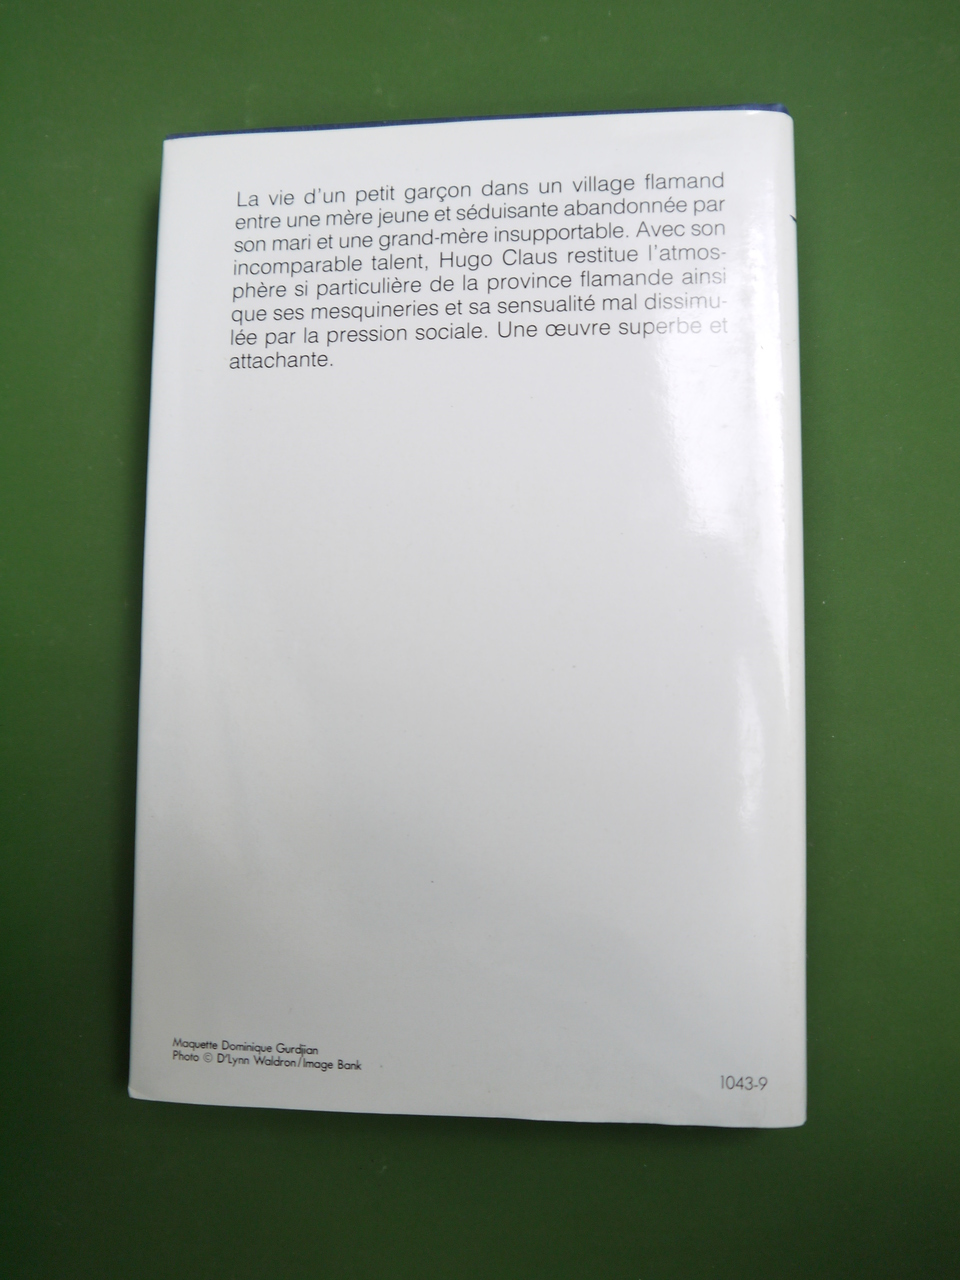 La vie d'un petit garçon dans un village flamand
entre une mère jeune et séduisante abandonnée par
son mari et une grand-mère insupportable. Avec son
incomparable talent, Hugo Claus restitue l'atmos-
phère si particulière de la province flamande ainsi
que ses mesquineries et sa sensualité mal dissimu-
lée par la pression sociale. Une œuvre superbe et
attachante.
Maquette Dominique Gurdjian
Photo © D'Lynn Waldron/Image Bank
1043-9